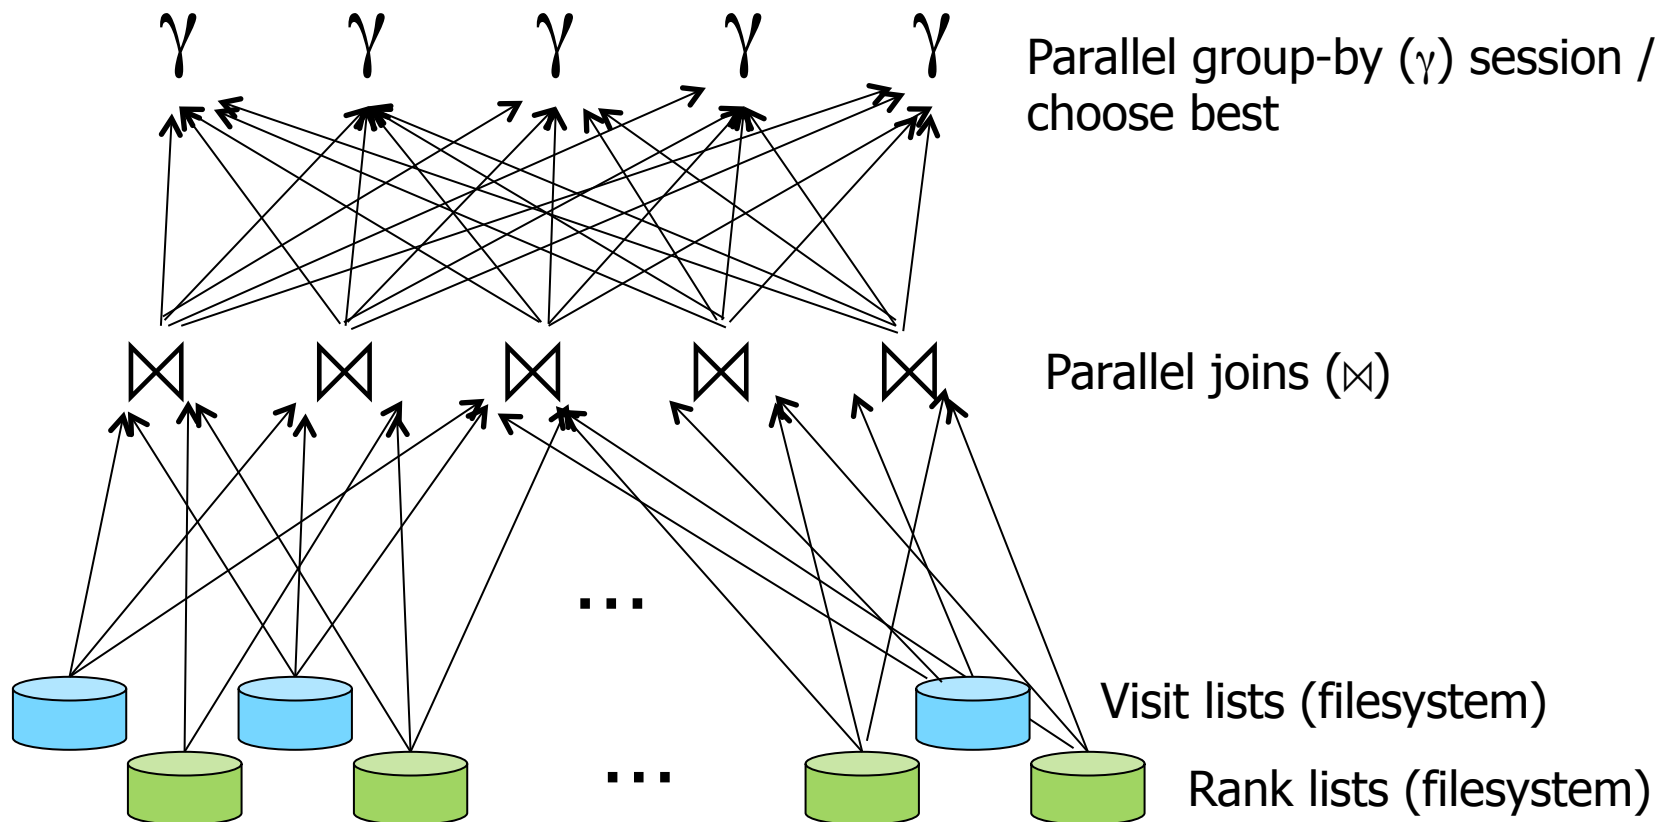 γ γ γ γ γ
Parallel group-by (γ) session /
choose best
⋈ ⋈ ⋈ ⋈ ⋈
Parallel joins (⋈)
...
Visit lists (filesystem)
...
Rank lists (filesystem)